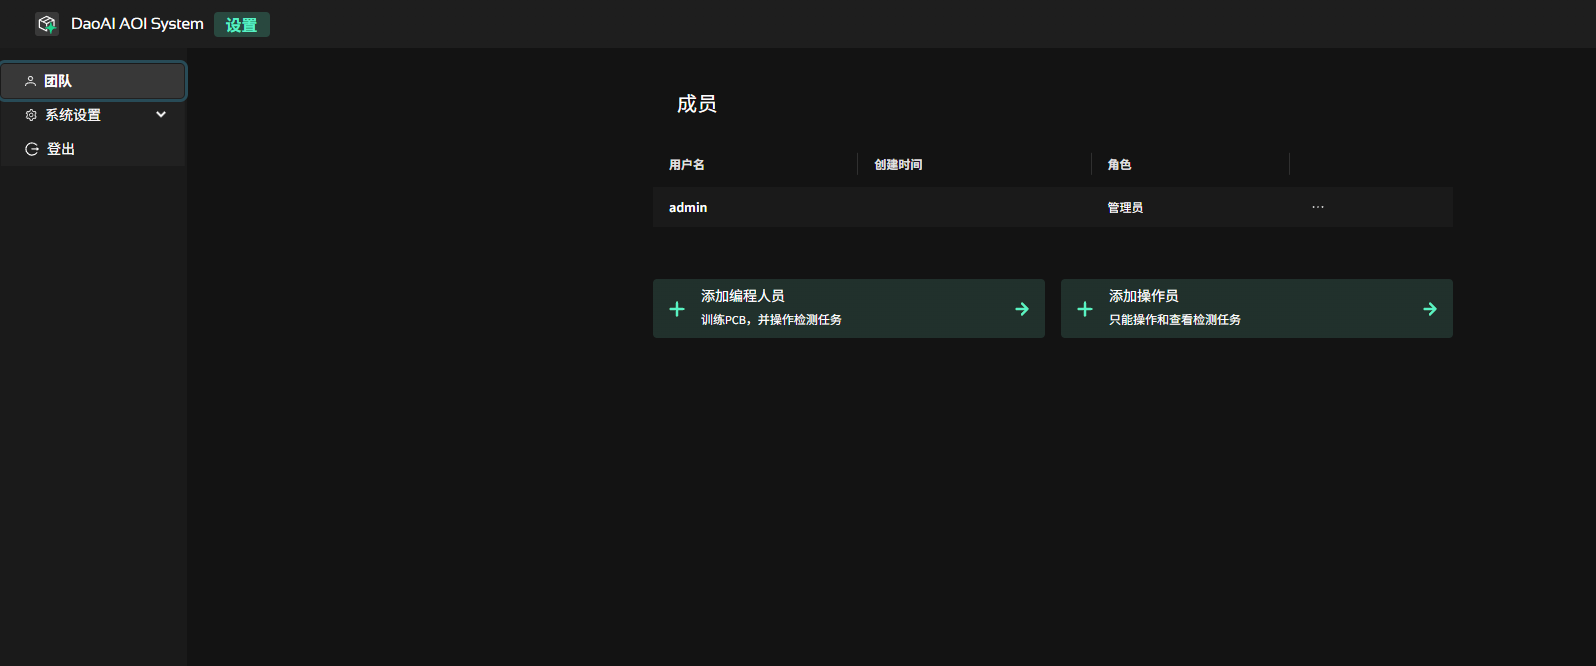 DaoAI AOI System 设置
团队
系统设置
登出
成员
用户名 创建时间 角色
admin 管理员 ···
添加编程人员
训练PCB，并操作检测任务
添加操作员
只能操作和查看检测任务